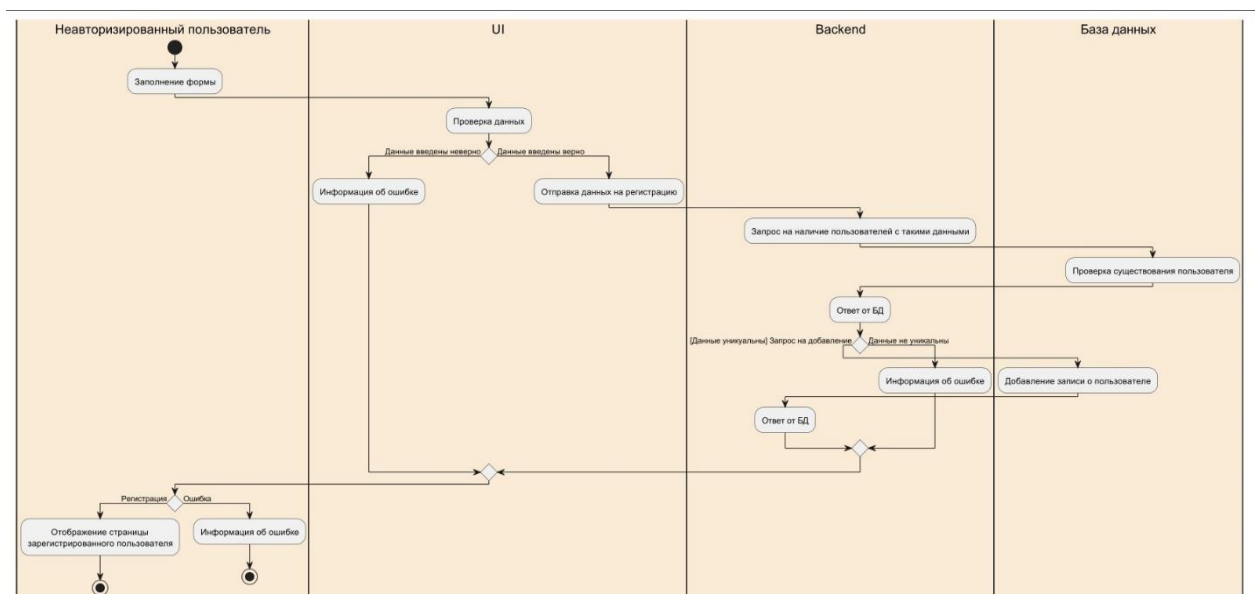 Неавторизированный пользователь
UI
Backend
База данных
Заполнение формы
Проверка данных
Данные введены неверно
Данные введены верно
Информация об ошибке
Отправка данных на регистрацию
Запрос на наличие пользователей с такими данными
Проверка существования пользователя
Ответ от БД
[Данные уникуальны] Запрос на добавление
Данные не уникальны
Информация об ошибке
Добавление записи о пользователе
Ответ от БД
Регистрация
Ошибка
Отображение страницы
зарегистрированного пользователя
Информация об ошибке